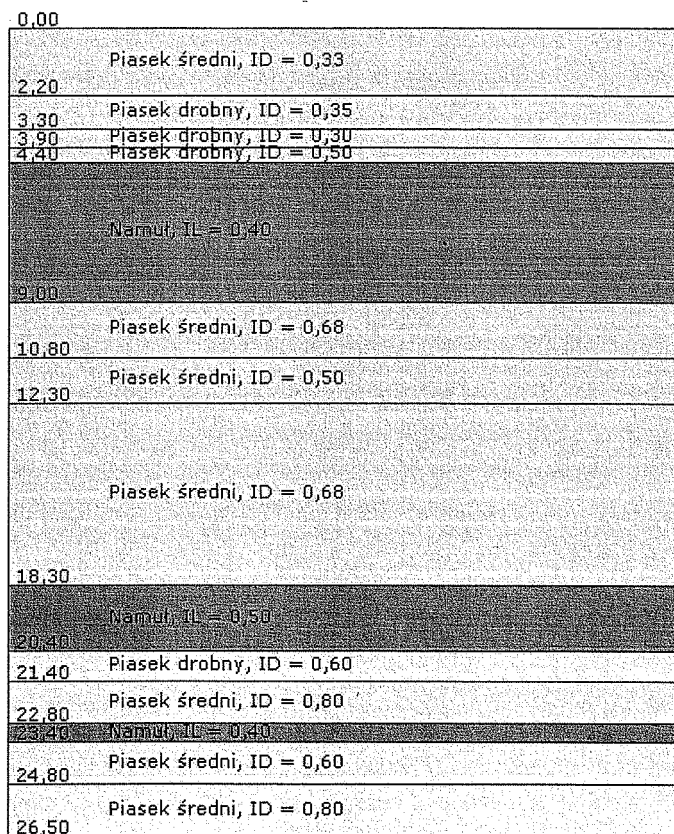 0,00
Piasek średni, ID = 0,33
2,20
Piasek drobny, ID = 0,35
3,30
Piasek drobny, ID = 0,30
3,90
Piasek drobny, ID = 0,50
4,40
Namuł, IL = 0,40
9,00
Piasek średni, ID = 0,68
10,80
Piasek średni, ID = 0,50
12,30
Piasek średni, ID = 0,68
18,30
Namuł, IL = 0,50
20,40
Piasek drobny, ID = 0,60
21,40
Piasek średni, ID = 0,80
22,80
Namuł, IL = 0,40
23,40
Piasek średni, ID = 0,60
24,80
Piasek średni, ID = 0,80
26,50